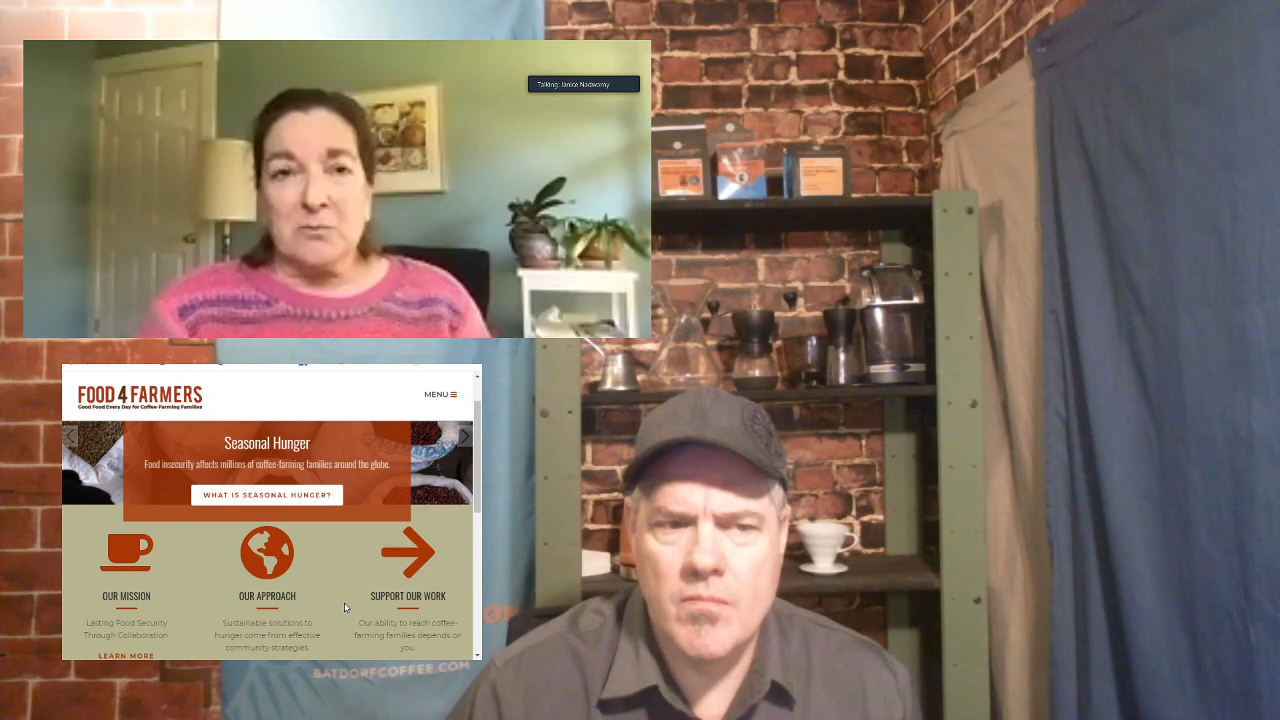 Talking: Janice Nadworny
FOOD 4 FARMERS
Good Food Every Day for Coffee-Farming Families
MENU
Seasonal Hunger
Food insecurity affects millions of coffee-farming families around the globe.
WHAT IS SEASONAL HUNGER?
OUR MISSION
Lasting Food Security
Through Collaboration.
LEARN MORE
OUR APPROACH
Sustainable solutions to
hunger come from effective
community strategies.
SUPPORT OUR WORK
Our ability to reach coffee-
farming families depends on
you.
BATDORFCOFFEE.COM